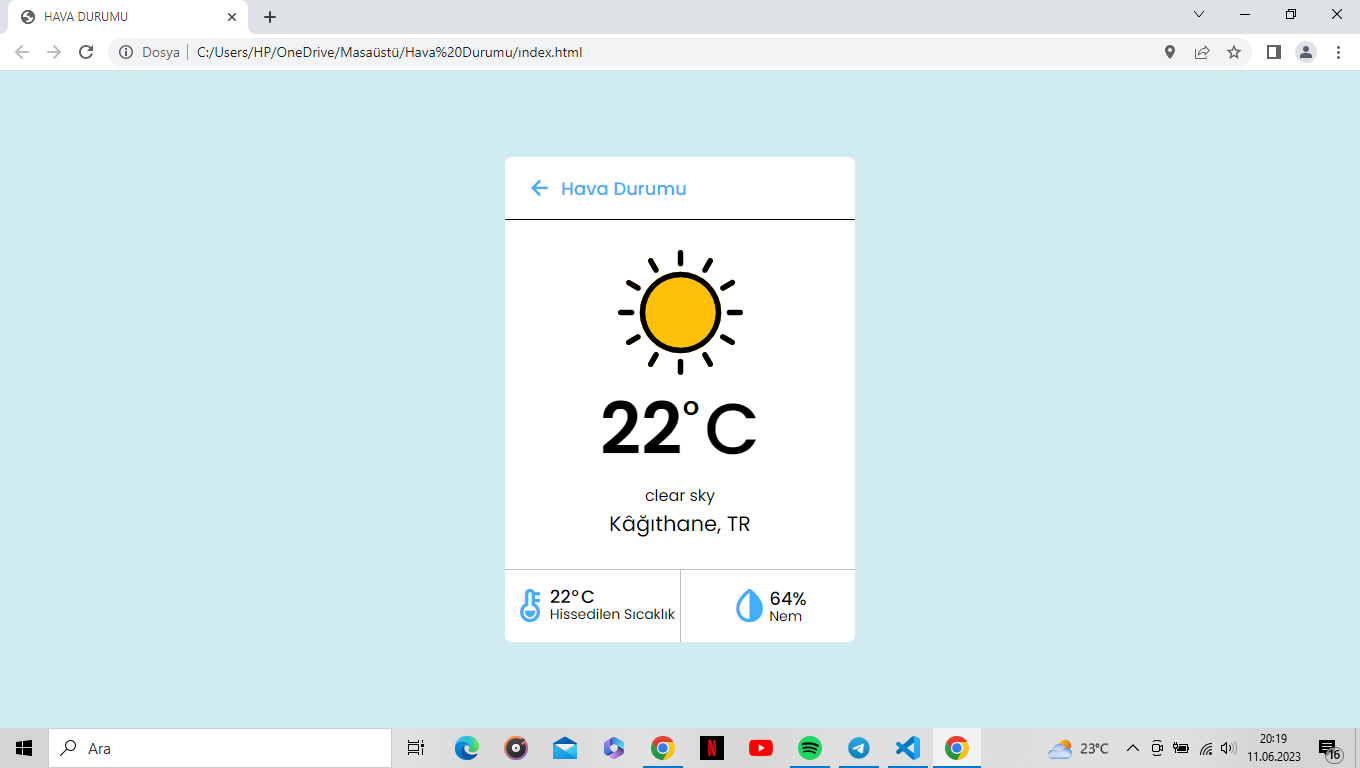 HAVA DURUMU
Dosya
C:/Users/HP/OneDrive/Masaüstü/Hava%20Durumu/ındex.html
Hava Durumu
22°C
clear sky
Kâğıthane, TR
22°C
Hissedilen Sıcaklık
64%
Nem
Ara
N
23°C
20:19
11.06.2023
16